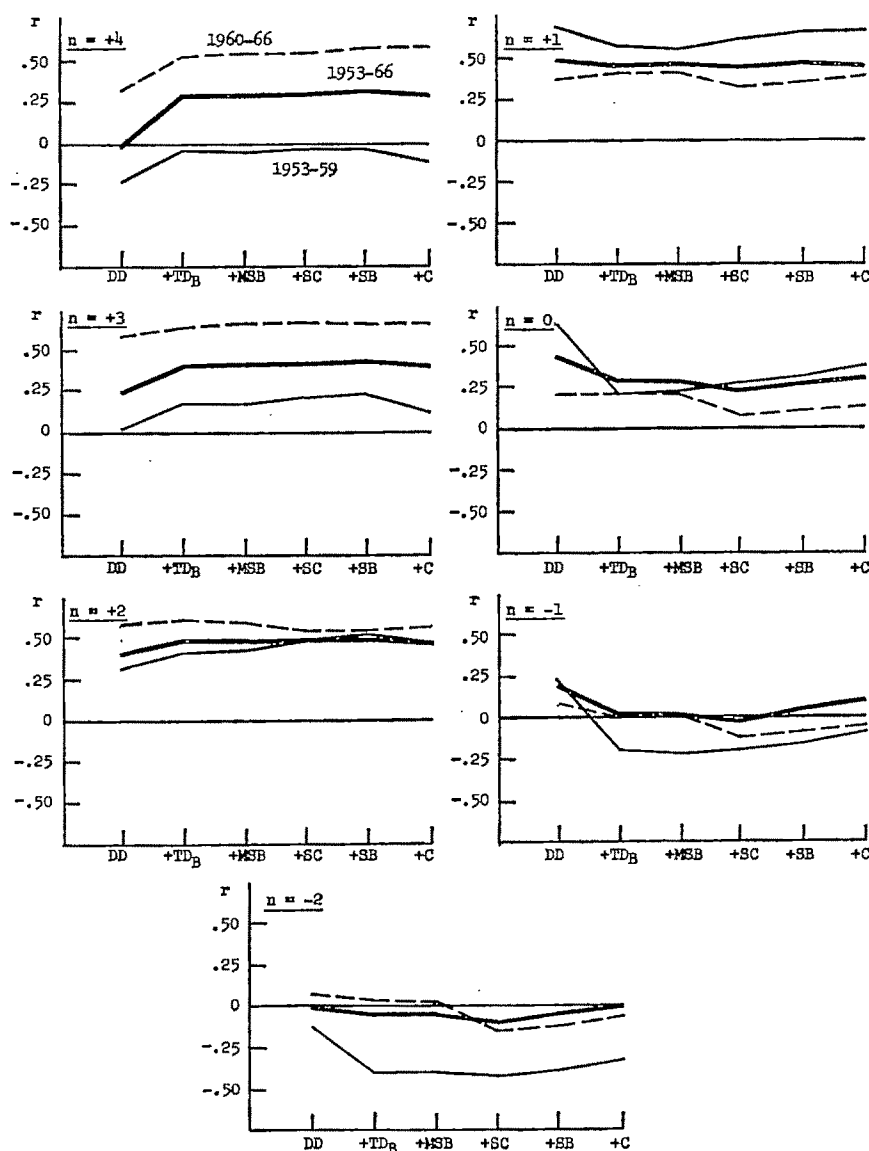 r
n = +4
1960-66
1953-66
1953-59
.50
.25
0
-.25
-.50
DD +TDB +MSB +SC +SB +C
r
n = +1
.50
.25
0
-.25
-.50
DD +TDB +MSB +SC +SB +C
r
n = +3
.50
.25
0
-.25
-.50
DD +TDB +MSB +SC +SB +C
r
n = 0
.50
.25
0
-.25
-.50
DD +TDB +MSB +SC +SB +C
r
n = +2
.50
.25
0
-.25
-.50
DD +TDB +MSB +SC +SB +C
r
n = -1
.50
.25
0
-.25
-.50
DD +TDB +MSB +SC +SB +C
r
n = -2
.50
.25
0
-.25
-.50
DD +TDB +MSB +SC +SB +C